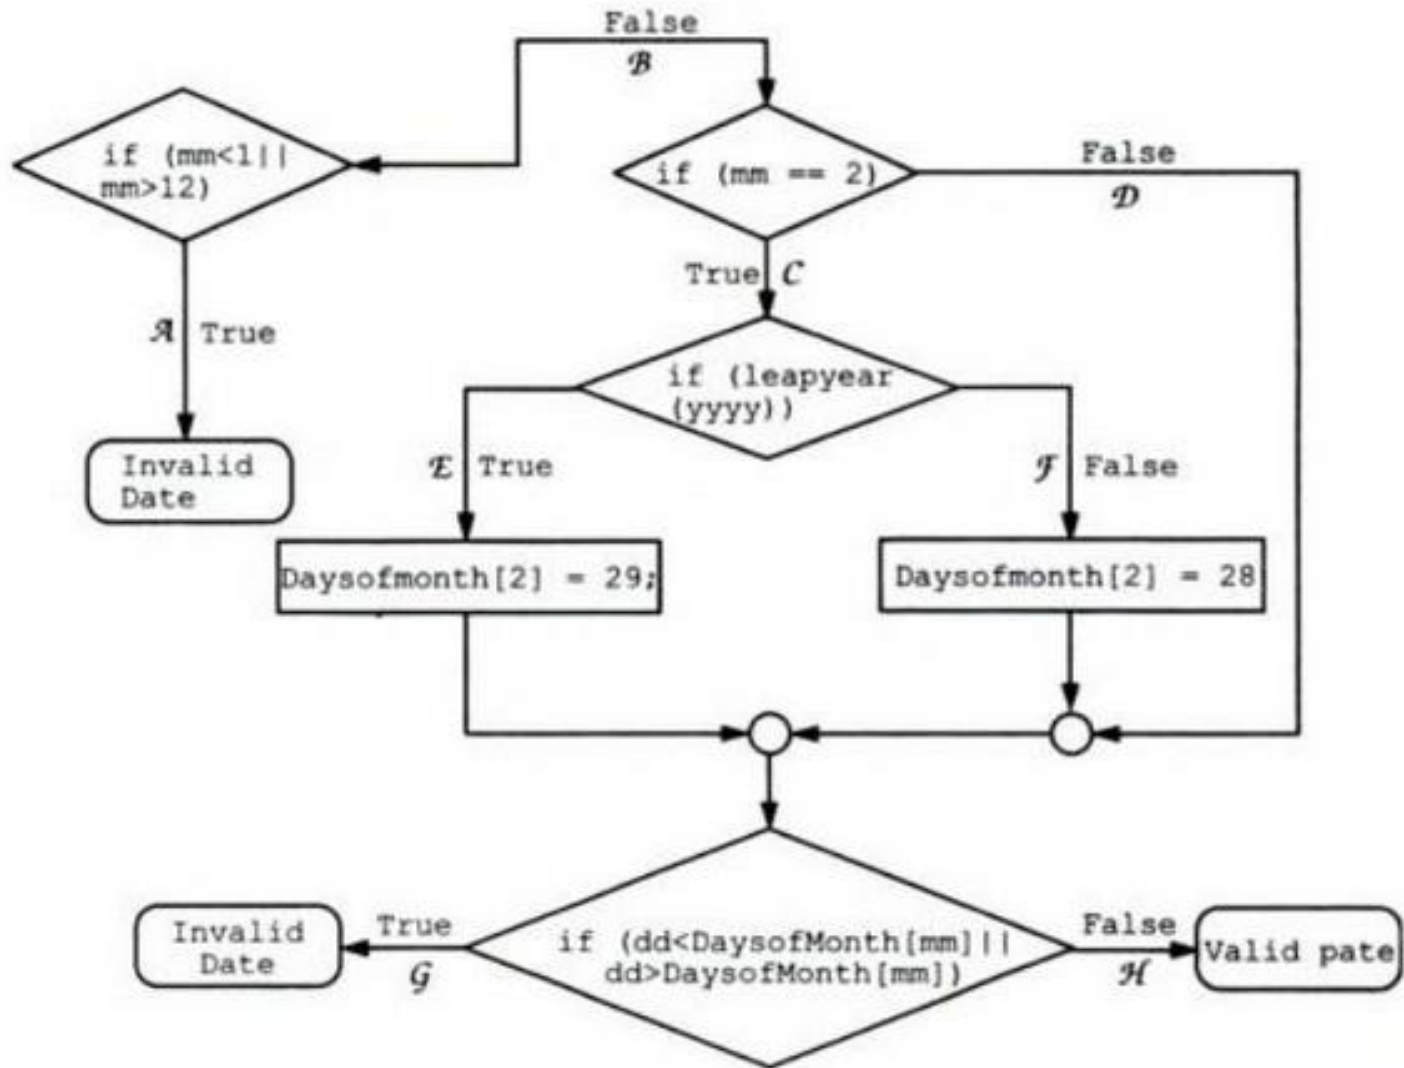 False
B
if (mm<1||
mm>12)
if (mm == 2)
False
D
True C
A True
if (leapyear
(yyyy))
Invalid
Date
E True
F False
Daysofmonth[2] = 29;
Daysofmonth[2] = 28
if (dd<DaysofMonth[mm]||
dd>DaysofMonth[mm])
True
G
Invalid
Date
False
H
Valid pate